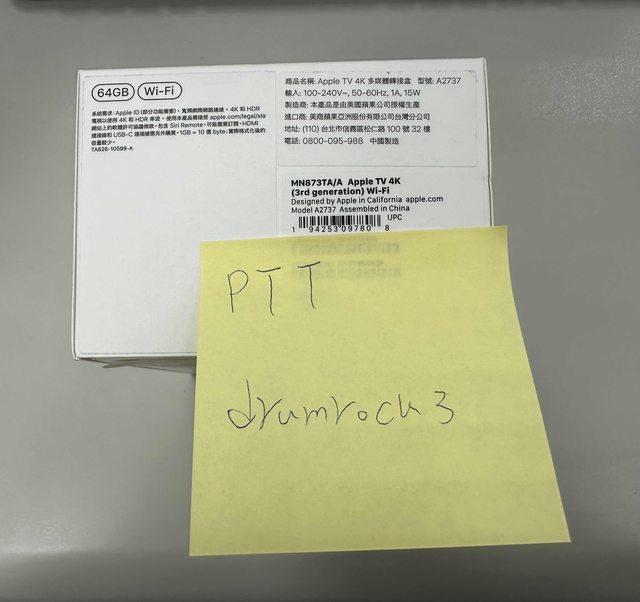 64GB Wi-Fi
系統需求:Apple ID (部分功能需要)。寬頻網際網路連線。4K 和 HDR
電視以使用 4K 和 HDR 串流。使用本產品須接受 apple.com/legal/sla
網站上的軟體許可協議條款。包含 Siri Remote。可能需要訂閱。HDMI
連接線和 USB-C 連接線需另外購買。1GB = 10 億 byte;實際格式化後的
容量較少。
TA826-10599-A
商品名稱: Apple TV 4K 多媒體轉接盒 型號: A2737
輸入: 100-240V~, 50-60Hz, 1A, 15W
製造商: 本產品是由美國蘋果公司授權生產
進口商: 美商蘋果亞洲股份有限公司台灣分公司
地址: (110) 台北市信義區松仁路 100 號 32 樓
電話: 0800-095-988 中國製造
MN873TA/A Apple TV 4K
(3rd generation) Wi-Fi
Designed by Apple in California apple.com
Model A2737 Assembled in China
UPC
1 94253 09780 8
PTT
drumrock3